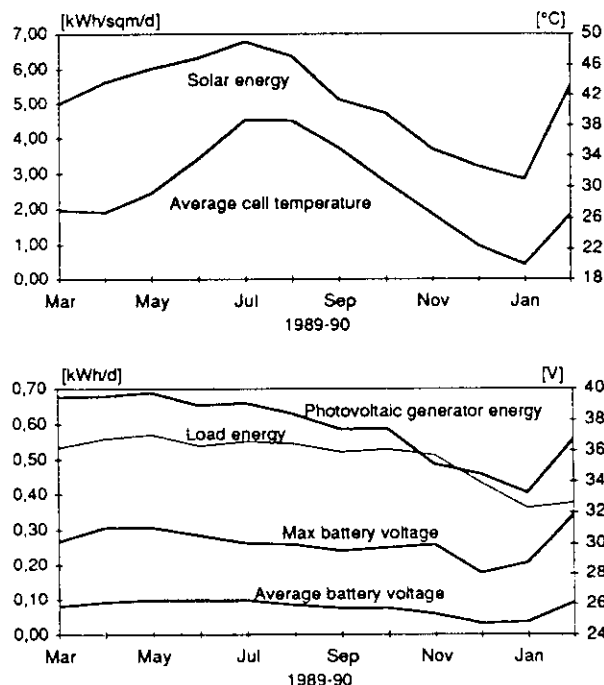 [kWh/sqm/d] [°C]
7,00 50
6,00 46
5,00 42
4,00 38
3,00 34
2,00 30
1,00 26
0,00 22
18
Solar energy
Average cell temperature
Mar May Jul Sep Nov Jan
1989-90
[kWh/d] [V]
0,70 40
0,60 38
0,50 36
0,40 34
0,30 32
0,20 30
0,10 28
0,00 26
24
Photovoltaic generator energy
Load energy
Max battery voltage
Average battery voltage
Mar May Jul Sep Nov Jan
1989-90